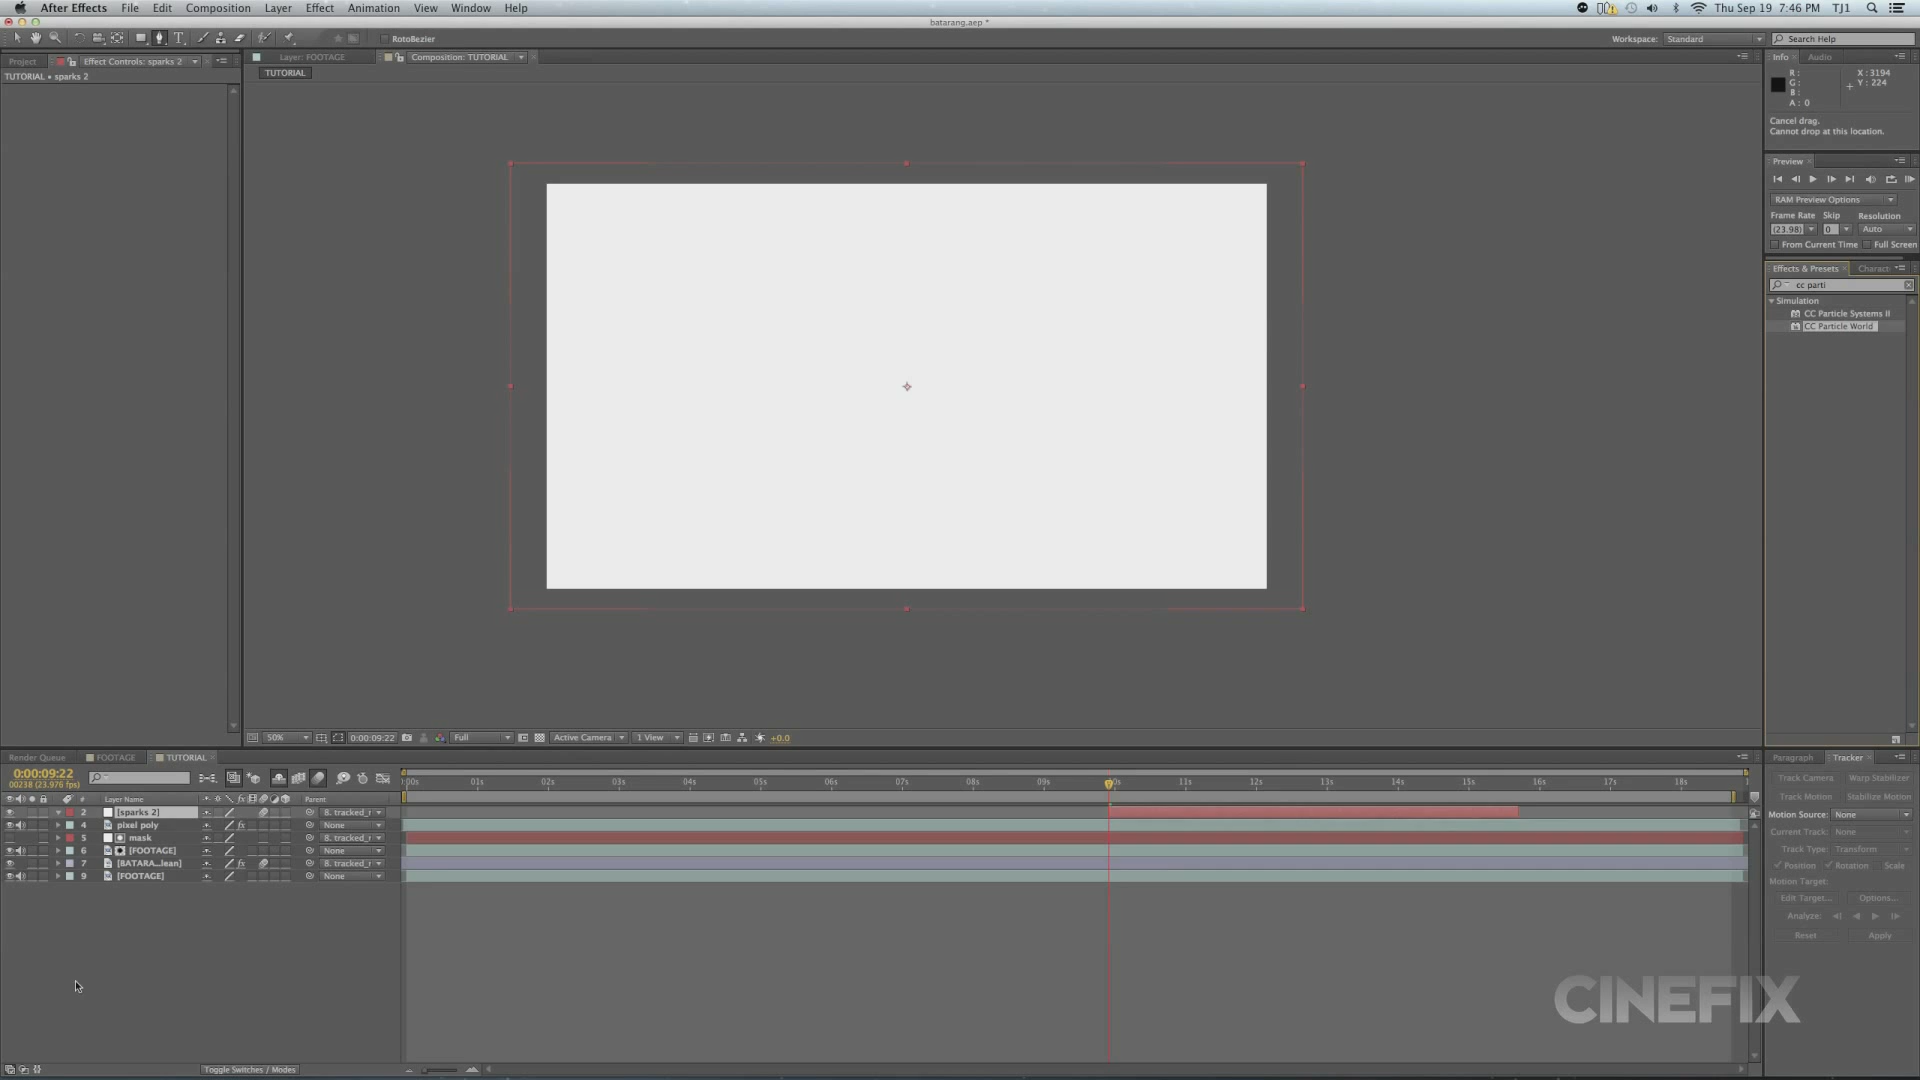 After Effects File Edit Composition Layer Effect Animation View Window Help Thu Sep 19 7:46 PM TJ1
batarang.aep *
RotoBezier Workspace: Standard Search Help
Project Effect Controls: sparks 2 Layer: FOOTAGE Composition: TUTORIAL Info Audio
TUTORIAL • sparks 2 TUTORIAL
R : X : 3194
G : Y : 224
B :
A : 0
Cancel drag.
Cannot drop at this location.
Preview
RAM Preview Options
Frame Rate Skip Resolution
(23.98) 0 Auto
From Current Time Full Screen
Effects & Presets Charact
cc parti
Simulation
CC Particle Systems II
CC Particle World
50% 0:00:09:22 Full Active Camera 1 View +0.0
Render Queue FOOTAGE TUTORIAL
0:00:09:22
00238 (23.976 fps)
:00s 01s 02s 03s 04s 05s 06s 07s 08s 09s 11s 12s 13s 14s 15s 16s 17s 18s
# Layer Name Parent
2 [sparks 2] 8. tracked_r
4 pixel poly None
5 mask 8. tracked_r
6 [FOOTAGE] None
7 [BATARA...lean] 8. tracked_r
9 [FOOTAGE] None
Toggle Switches / Modes
Paragraph Tracker
Track Camera Warp Stabilizer
Track Motion Stabilize Motion
Motion Source: None
Current Track: None
Track Type: Transform
Position Rotation Scale
Motion Target:
Edit Target... Options...
Analyze:
Reset Apply
CINEFIX